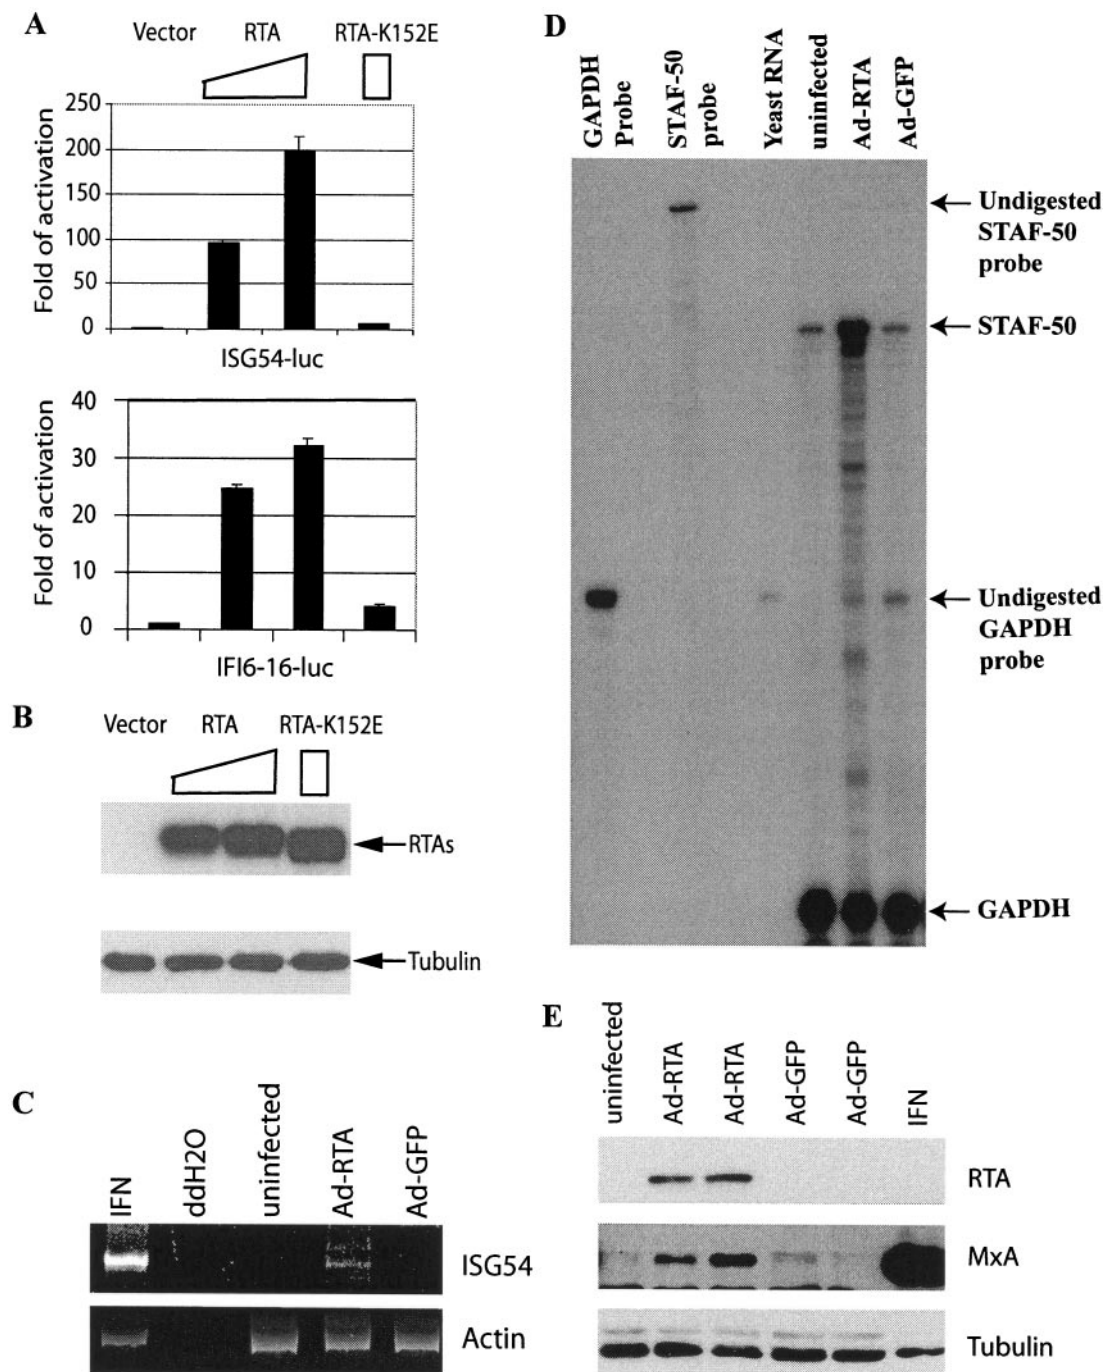 A
Vector RTA RTA-K152E
Fold of activation
250
200
150
100
50
0
ISG54-luc
Fold of activation
40
30
20
10
0
IFI6-16-luc
B
Vector RTA RTA-K152E
RTAs
Tubulin
C
IFN
ddH2O
uninfected
Ad-RTA
Ad-GFP
ISG54
Actin
D
GAPDH
Probe
STAF-50
probe
Yeast RNA
uninfected
Ad-RTA
Ad-GFP
Undigested
STAF-50
probe
STAF-50
Undigested
GAPDH
probe
GAPDH
E
uninfected
Ad-RTA
Ad-RTA
Ad-GFP
Ad-GFP
IFN
RTA
MxA
Tubulin